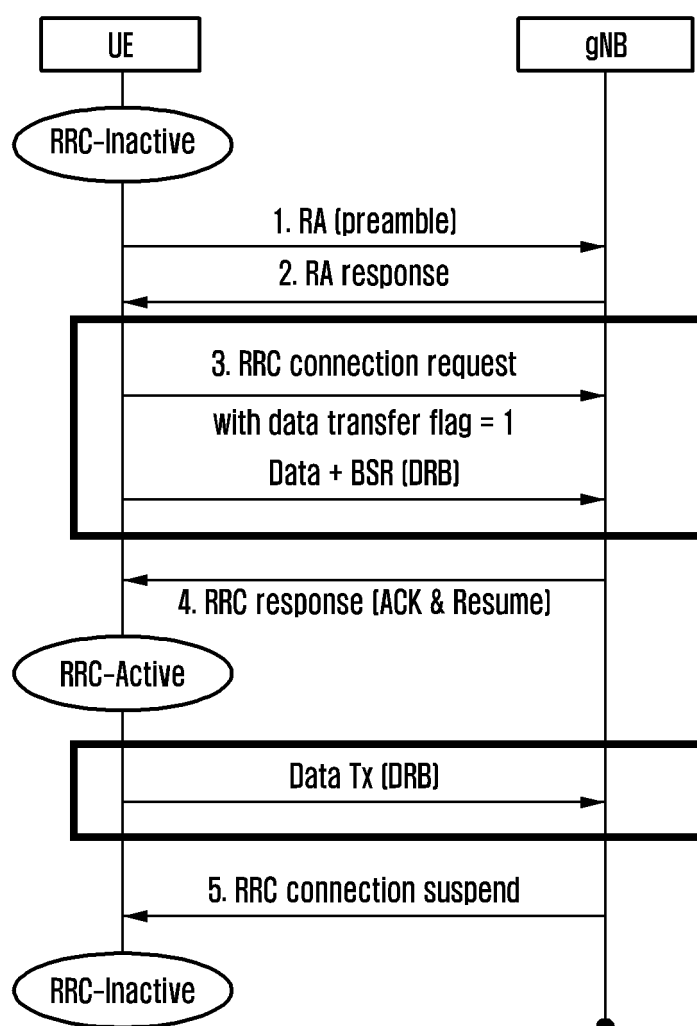 UE
gNB
RRC-Inactive
1. RA (preamble)
2. RA response
3. RRC connection request
with data transfer flag = 1
Data + BSR (DRB)
4. RRC response (ACK & Resume)
RRC-Active
Data Tx (DRB)
5. RRC connection suspend
RRC-Inactive